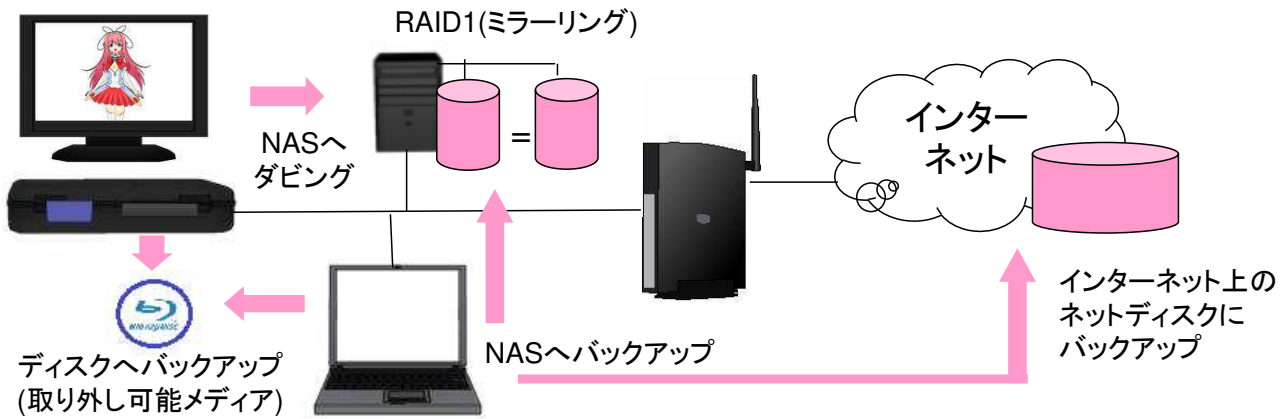 RAID1(ミラーリング)
NASへ
ダビング
=
インター
ネット
インターネット上の
ネットディスクに
バックアップ
NASへバックアップ
ディスクへバックアップ
(取り外し可能メディア)